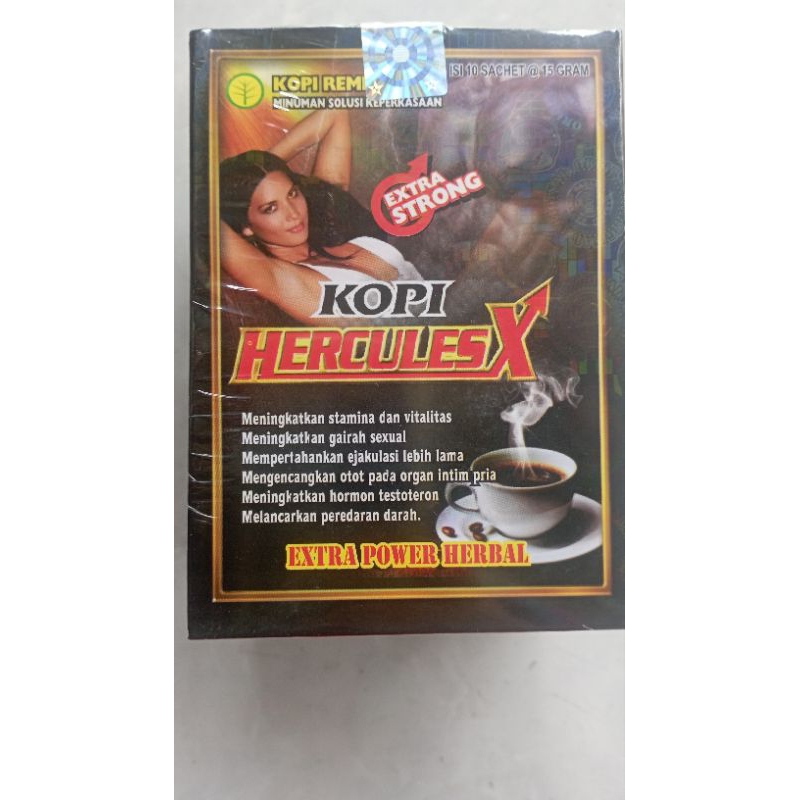 KOPI
ISI 10 SACHET @ 15 GRAM
MINUMAN SOLUSI KEPERKASAAN
EXTRA
STRONG
KOPI
HERCULESX
Meningkatkan stamina dan vitalitas
Meningkatkan gairah sexual
Mempertahankan ejakulasi lebih lama
Mengencangkan otot pada organ intim pria
Meningkatkan hormon testoteron
Melancarkan peredaran darah.
EXTRA POWER HERBAL